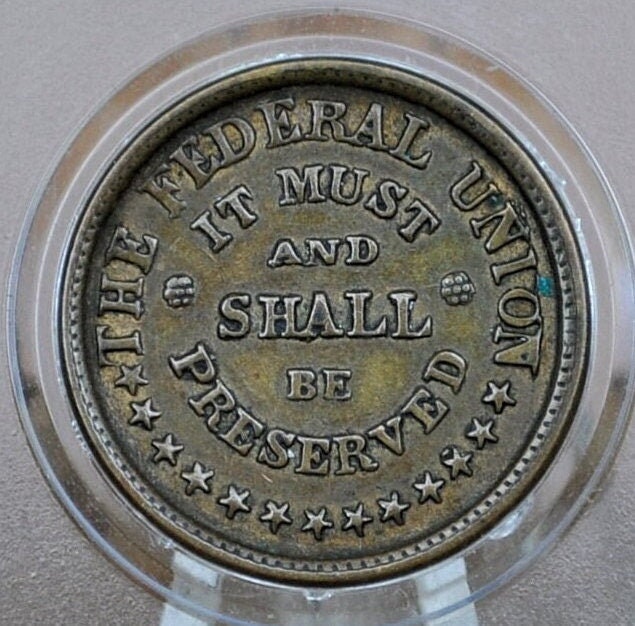 THE FEDERAL UNION
IT MUST
AND
SHALL
BE
PRESERVED